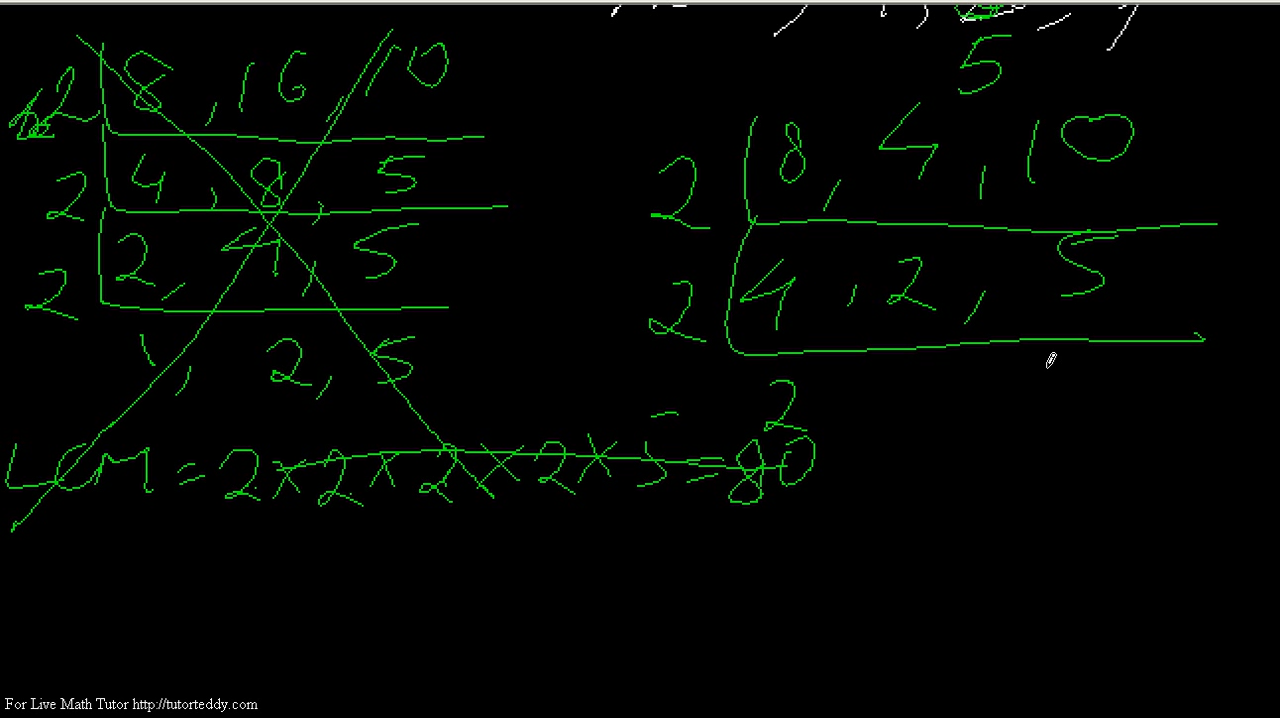 5
2 8, 16, 10
2 4, 8, 5
2 2, 4, 5
1, 2, 5
LCM = 2 × 2 × 2 × 2 × 5 = 80
2 8, 4, 10
2 4, 2, 5
2
For Live Math Tutor http://tutorteddy.com